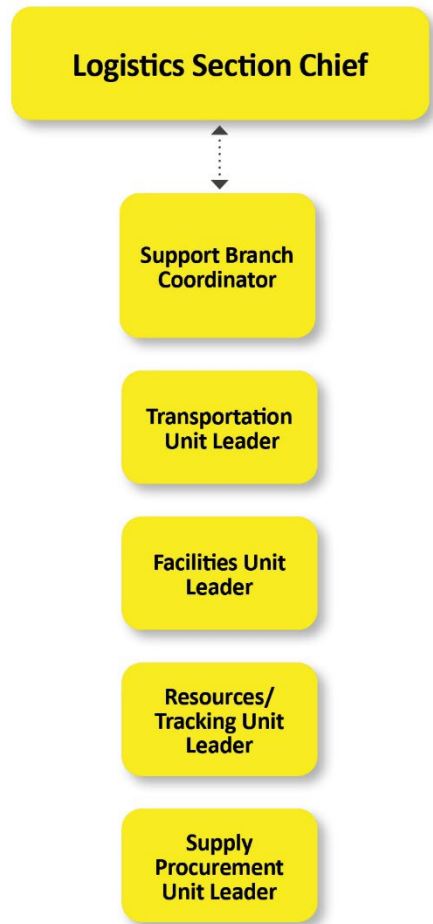 Logistics Section Chief
Support Branch
Coordinator
Transportation
Unit Leader
Facilities Unit
Leader
Resources/
Tracking Unit
Leader
Supply
Procurement
Unit Leader